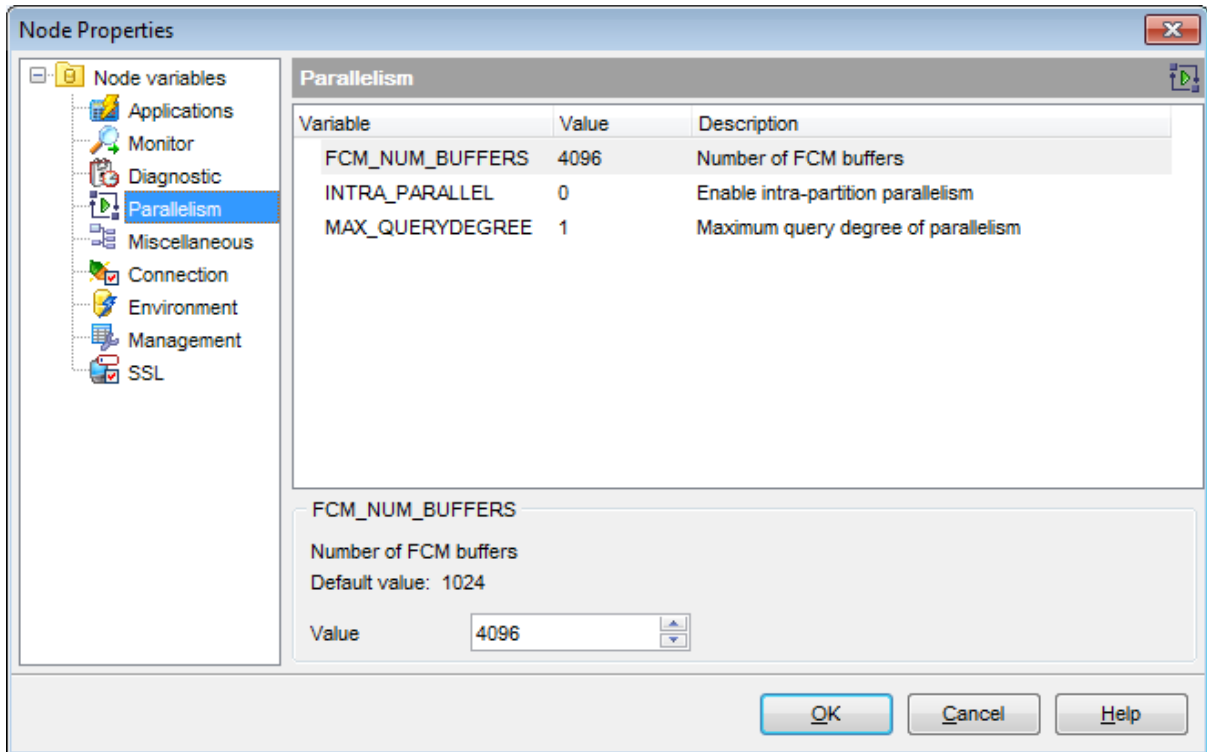 Node Properties
Node variables
Applications
Monitor
Diagnostic
Parallelism
Miscellaneous
Connection
Environment
Management
SSL
Parallelism
Variable Value Description
FCM_NUM_BUFFERS 4096 Number of FCM buffers
INTRA_PARALLEL 0 Enable intra-partition parallelism
MAX_QUERYDEGREE 1 Maximum query degree of parallelism
FCM_NUM_BUFFERS
Number of FCM buffers
Default value: 1024
Value 4096
OK Cancel Help